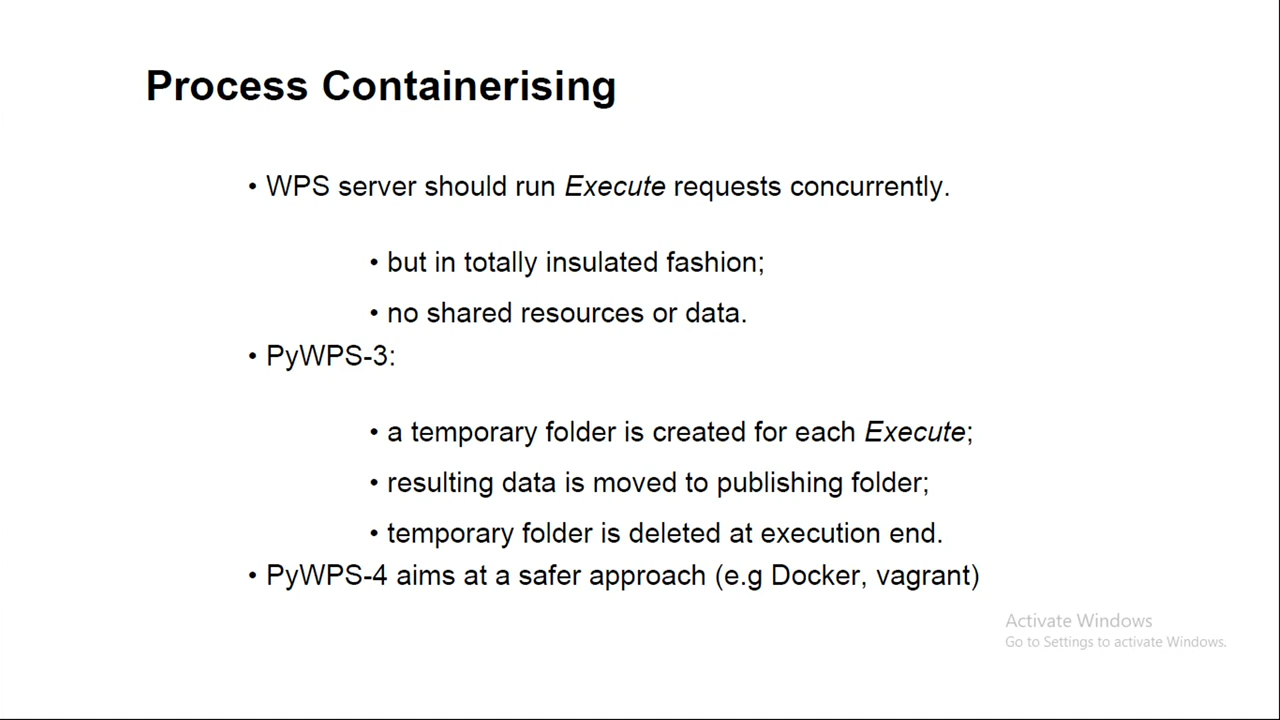 Process Containerising
• WPS server should run Execute requests concurrently.
• but in totally insulated fashion;
• no shared resources or data.
• PyWPS-3:
• a temporary folder is created for each Execute;
• resulting data is moved to publishing folder;
• temporary folder is deleted at execution end.
• PyWPS-4 aims at a safer approach (e.g Docker, vagrant)
Activate Windows
Go to Settings to activate Windows.